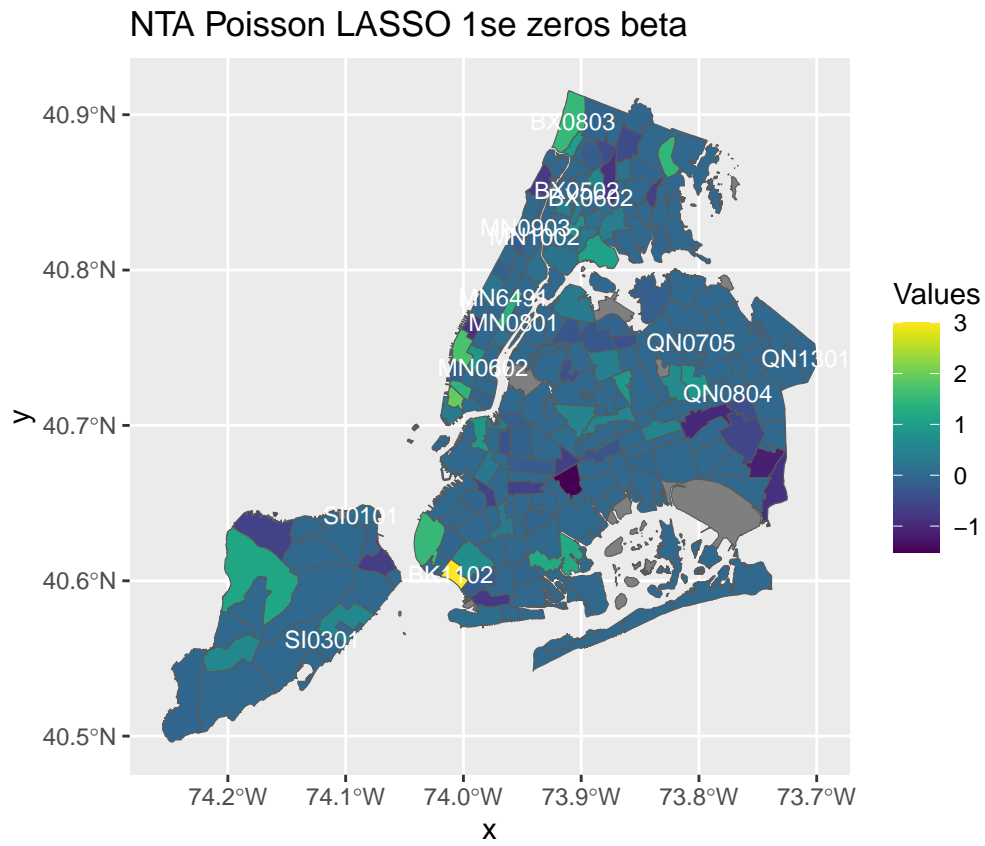 NTA Poisson LASSO 1se zeros beta
40.9°N
40.8°N
40.7°N
40.6°N
40.5°N
y
BX0803
BX0502
BX0602
MN0903
MN1002
MN6491
MN0801
MN0602
QN0705
QN1301
QN0804
SI0101
BK1102
SI0301
74.2°W 74.1°W 74.0°W 73.9°W 73.8°W 73.7°W
x
Values
3
2
1
0
−1